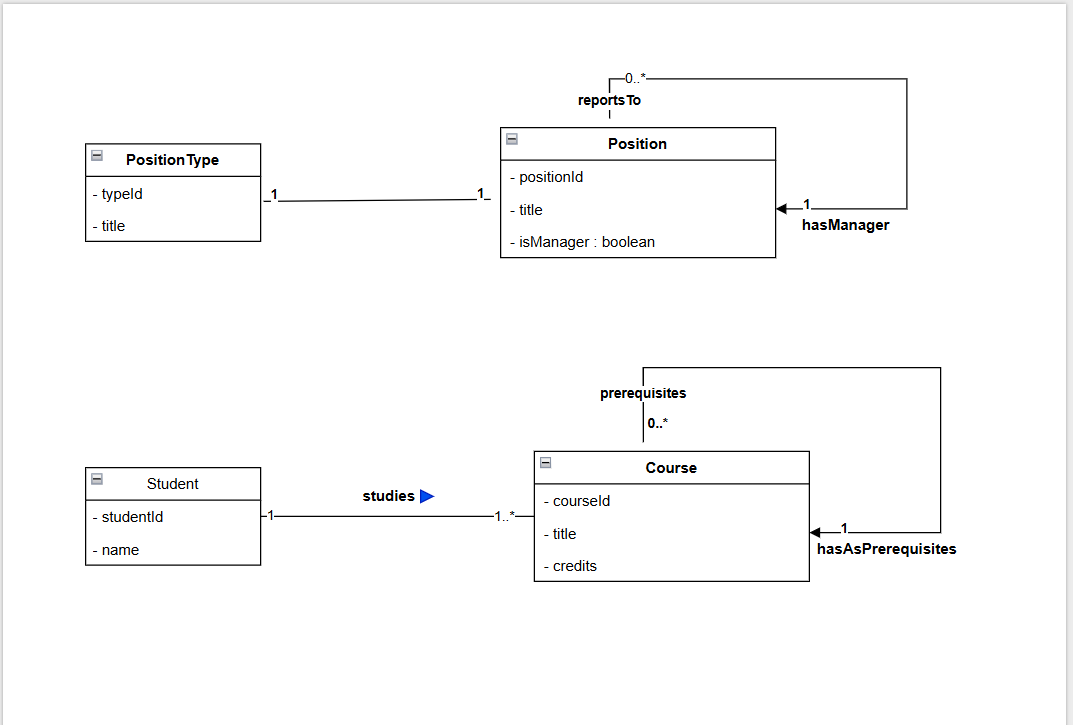 0..*
reportsTo
PositionType
- typeId
- title
1
1
Position
- positionId
- title
- isManager : boolean
1
hasManager
prerequisites
0..*
Student
- studentId
- name
1
studies
1..*
Course
- courseId
- title
- credits
1
hasAsPrerequisites